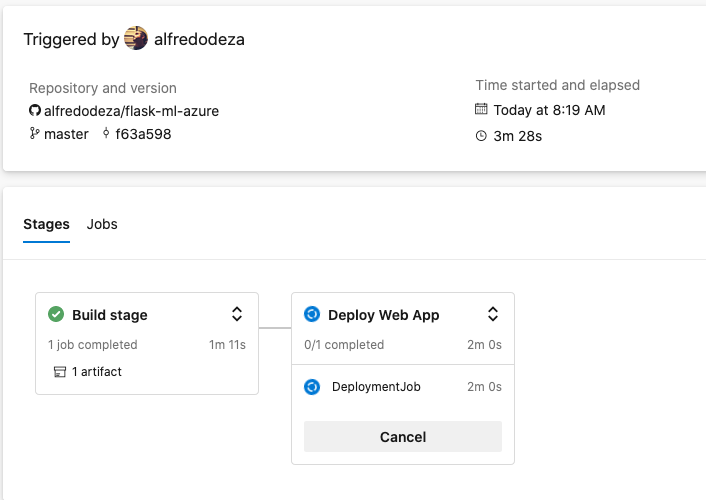 Triggered by alfredodeza
Repository and version
alfredodeza/flask-ml-azure
master f63a598
Time started and elapsed
Today at 8:19 AM
3m 28s
Stages Jobs
Build stage
1 job completed 1m 11s
1 artifact
Deploy Web App
0/1 completed 2m 0s
DeploymentJob 2m 0s
Cancel